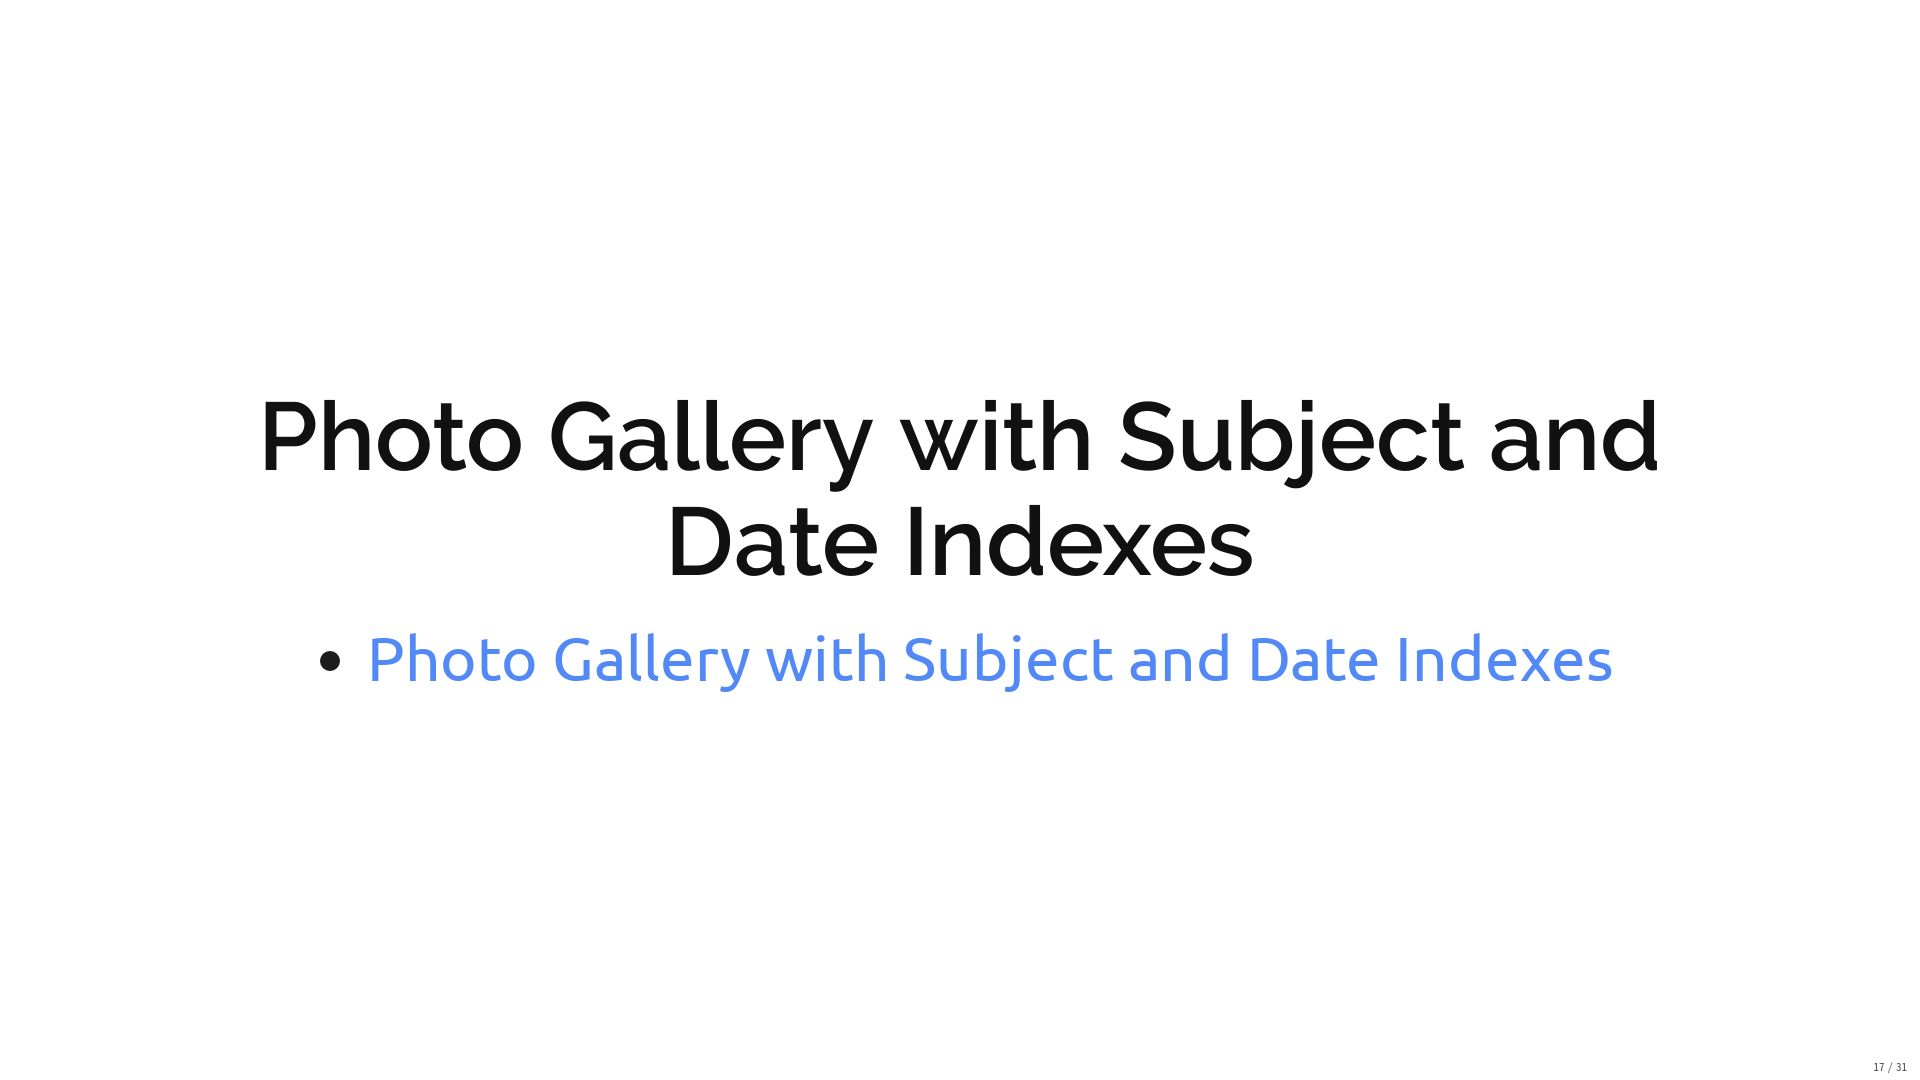 Photo Gallery with Subject and
Date Indexes
• Photo Gallery with Subject and Date Indexes
17 / 31